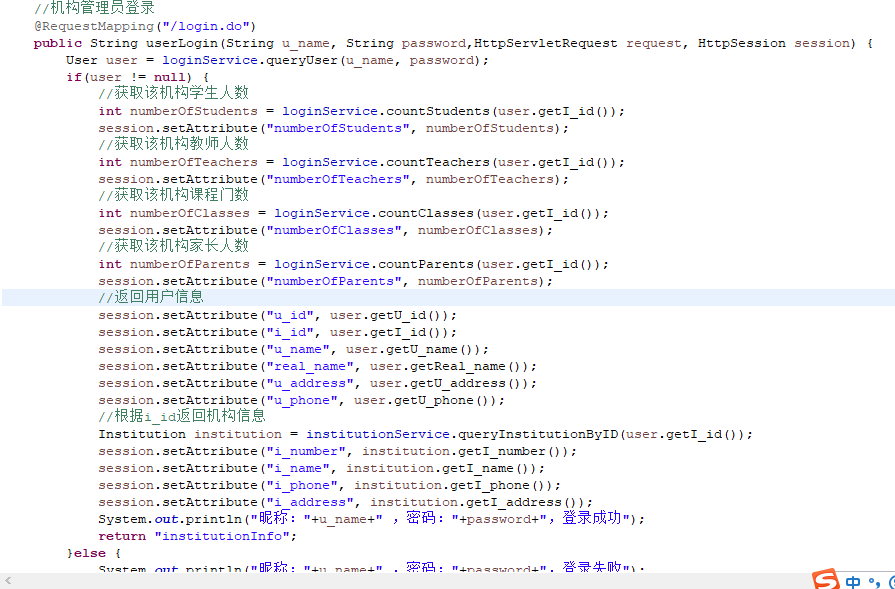 //机构管理员登录
@RequestMapping("/login.do")
public String userLogin(String u_name, String password,HttpServletRequest request, HttpSession session) {
    User user = loginService.queryUser(u_name, password);
    if(user != null) {
        //获取该机构学生人数
        int numberOfStudents = loginService.countStudents(user.getI_id());
        session.setAttribute("numberOfStudents", numberOfStudents);
        //获取该机构教师人数
        int numberOfTeachers = loginService.countTeachers(user.getI_id());
        session.setAttribute("numberOfTeachers", numberOfTeachers);
        //获取该机构课程门数
        int numberOfClasses = loginService.countClasses(user.getI_id());
        session.setAttribute("numberOfClasses", numberOfClasses);
        //获取该机构家长人数
        int numberOfParents = loginService.countParents(user.getI_id());
        session.setAttribute("numberOfParents", numberOfParents);
        //返回用户信息
        session.setAttribute("u_id", user.getU_id());
        session.setAttribute("i_id", user.getI_id());
        session.setAttribute("u_name", user.getU_name());
        session.setAttribute("real_name", user.getReal_name());
        session.setAttribute("u_address", user.getU_address());
        session.setAttribute("u_phone", user.getU_phone());
        //根据i_id返回机构信息
        Institution institution = institutionService.queryInstitutionByID(user.getI_id());
        session.setAttribute("i_number", institution.getI_number());
        session.setAttribute("i_name", institution.getI_name());
        session.setAttribute("i_phone", institution.getI_phone());
        session.setAttribute("i_address", institution.getI_address());
        System.out.println("昵称："+u_name+" ，密码："+password+"，登录成功");
        return "institutionInfo";
    }else {
        System.out.println("昵称："+u_name+" ，密码："+password+"，登录失败");
S 中 °,